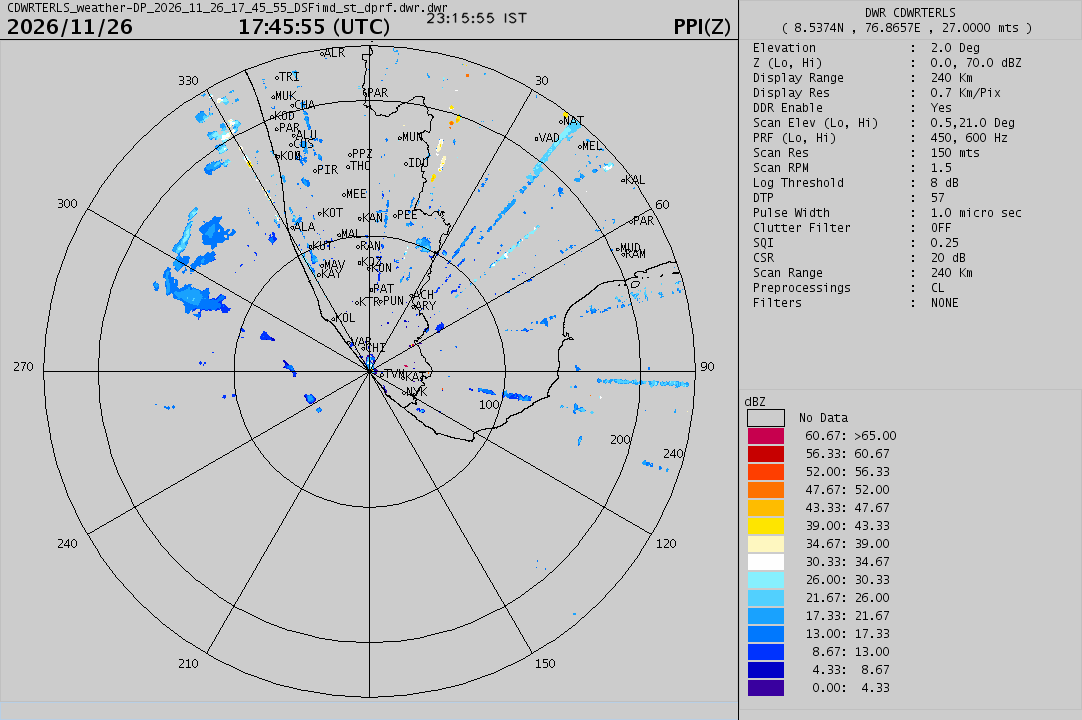 CDWRTERLS_weather-DP_2026_11_26_17_45_55_DSFimd_st_dprf.dwr.dwr
2026/11/26 17:45:55 (UTC) 23:15:55 IST PPI(Z)
DWR CDWRTERLS
( 8.5374N , 76.8657E , 27.0000 mts )
Elevation : 2.0 Deg
Z (Lo, Hi) : 0.0, 70.0 dBZ
Display Range : 240 Km
Display Res : 0.7 Km/Pix
DDR Enable : Yes
Scan Elev (Lo, Hi) : 0.5,21.0 Deg
PRF (Lo, Hi) : 450, 600 Hz
Scan Res : 150 mts
Scan RPM : 1.5
Log Threshold : 8 dB
DTP : 57
Pulse Width : 1.0 micro sec
Clutter Filter : OFF
SQI : 0.25
CSR : 20 dB
Scan Range : 240 Km
Preprocessings : CL
Filters : NONE
dBZ
No Data
60.67: >65.00
56.33: 60.67
52.00: 56.33
47.67: 52.00
43.33: 47.67
39.00: 43.33
34.67: 39.00
30.33: 34.67
26.00: 30.33
21.67: 26.00
17.33: 21.67
13.00: 17.33
8.67: 13.00
4.33: 8.67
0.00: 4.33
ALR
330 TRI 30
MUK PAR
CHA
KOD NAT
PAR
ALU MUN VAD
COS MEL
PPZ
THO IDU
PIR KAL
MEE
300 60
KOT KAN PEE PAR
ALA MAL
KUT RAN MUD
RAM
MAV KOZ
KAY KON
PAT
KTR PUN ACH
ARY
KOL
VAR
CHI
270 TVM KAT 90
NYK
100
200
240
240 120
210 150